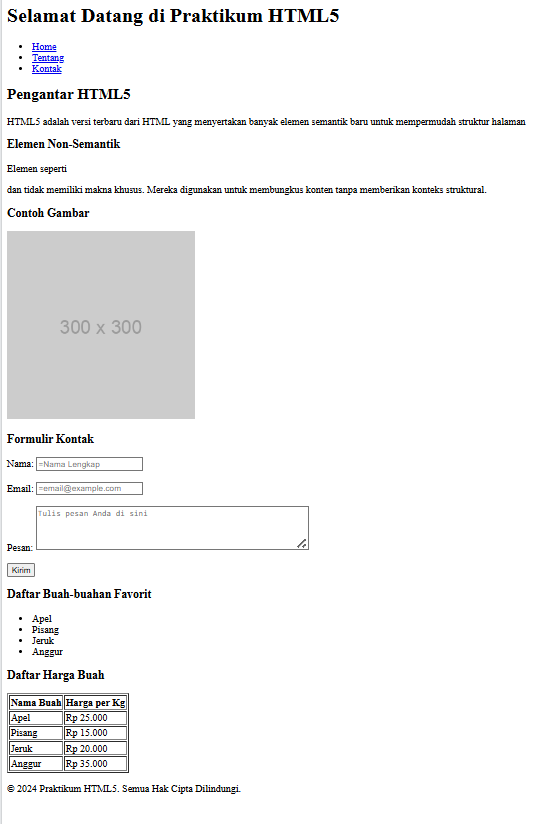 Selamat Datang di Praktikum HTML5
Home
Tentang
Kontak
Pengantar HTML5
HTML5 adalah versi terbaru dari HTML yang menyertakan banyak elemen semantik baru untuk mempermudah struktur halaman
Elemen Non-Semantik
Elemen seperti
dan tidak memiliki makna khusus. Mereka digunakan untuk membungkus konten tanpa memberikan konteks struktural.
Contoh Gambar
300 x 300
Formulir Kontak
Nama: =Nama Lengkap
Email: =email@example.com
Tulis pesan Anda di sini
Pesan:
Kirim
Daftar Buah-buahan Favorit
Apel
Pisang
Jeruk
Anggur
Daftar Harga Buah
Nama Buah Harga per Kg
Apel Rp 25.000
Pisang Rp 15.000
Jeruk Rp 20.000
Anggur Rp 35.000
© 2024 Praktikum HTML5. Semua Hak Cipta Dilindungi.